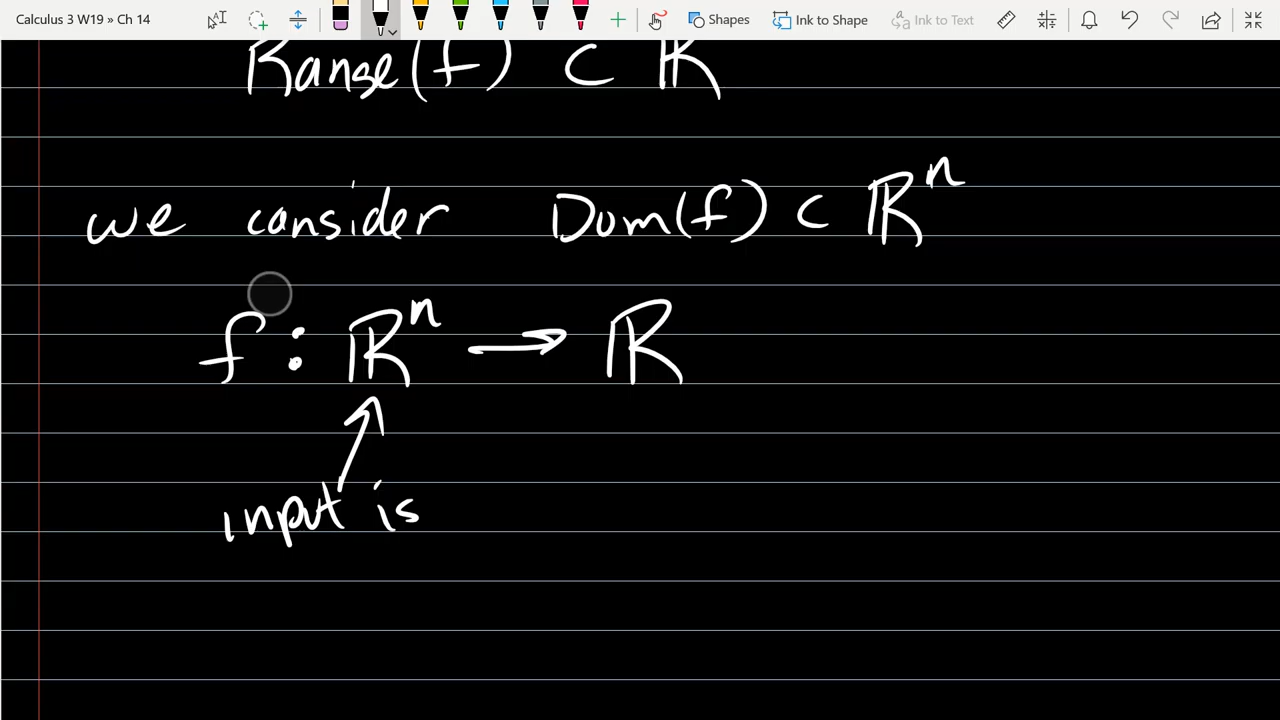 Calculus 3 W19 » Ch 14
Shapes
Ink to Shape
Ink to Text
Range(f) ⊂ ℝ
we consider Dom(f) ⊂ ℝⁿ
f : ℝⁿ → ℝ
input is